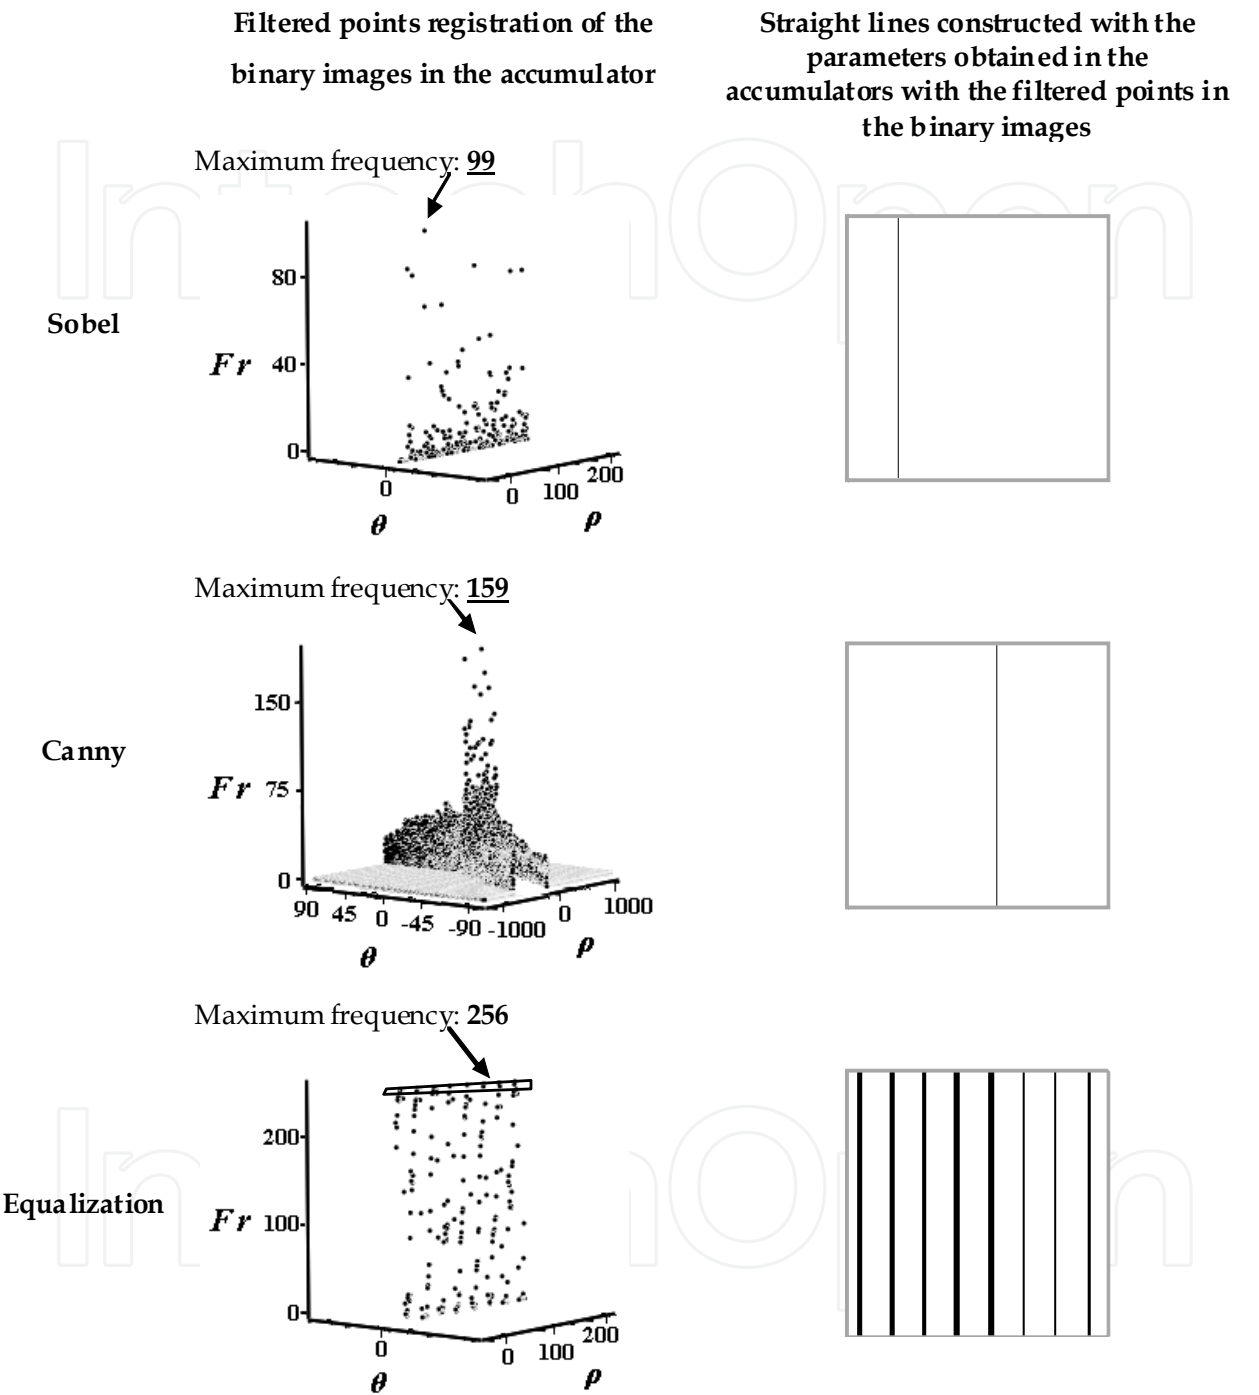 Filtered points registration of the
binary images in the accumulator
Straight lines constructed with the
parameters obtained in the
accumulators with the filtered points in
the binary images
IntechOpen
Maximum frequency: 99
Sobel
Fr
80
40
0
0
θ
0 100 200
ρ
Maximum frequency: 159
Canny
Fr
150
75
0
90 45 0 -45 -90
θ
-1000 0 1000
ρ
Maximum frequency: 256
Equalization
Fr
200
100
0
0
θ
0 100 200
ρ
IntechOpen